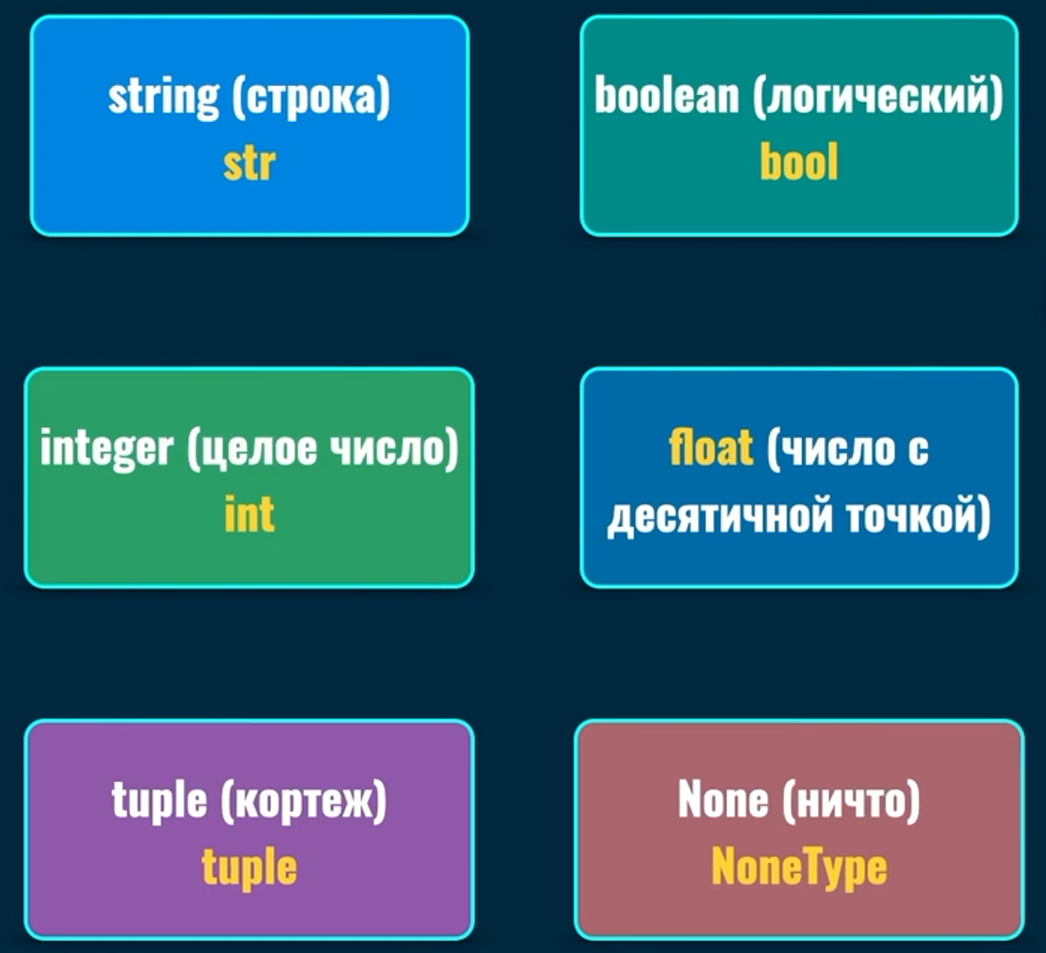 string (строка)
str
boolean (логический)
bool
integer (целое число)
int
float (число с
десятичной точкой)
tuple (кортеж)
tuple
None (ничто)
NoneType